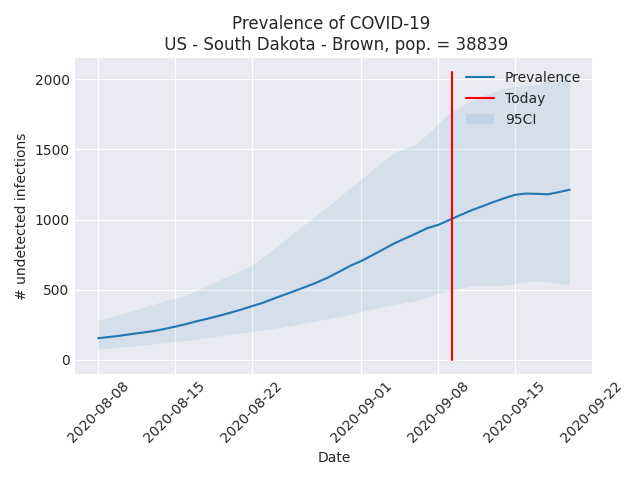 Prevalence of COVID-19
US - South Dakota - Brown, pop. = 38839
# undetected infections
2000
1500
1000
500
0
Prevalence
Today
95CI
2020-08-08
2020-08-15
2020-08-22
2020-09-01
2020-09-08
2020-09-15
2020-09-22
Date